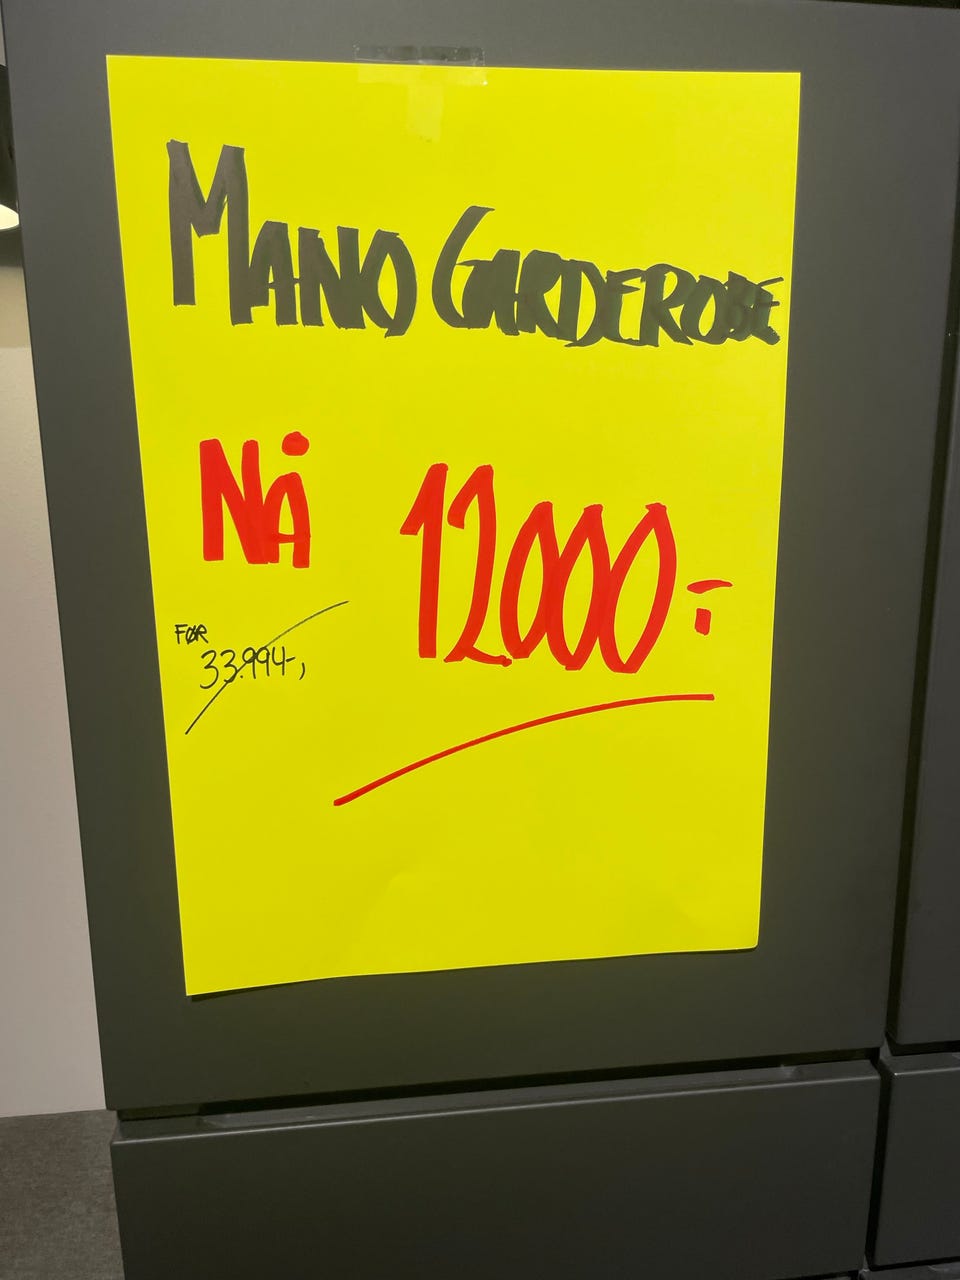 MANO GARDEROBE
NÅ 12000:-
FØR
33.994-,